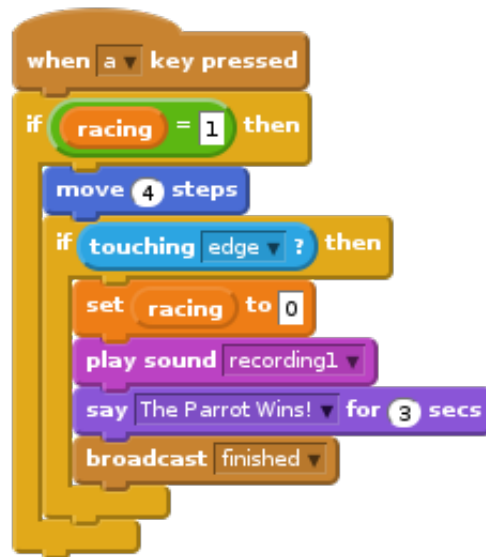 when a key pressed
if racing = 1 then
move 4 steps
if touching edge ? then
set racing to 0
play sound recording1
say The Parrot Wins! for 3 secs
broadcast finished